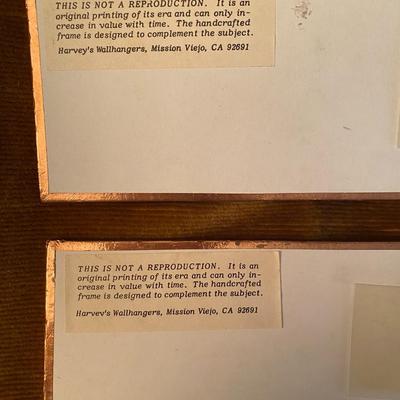 THIS IS NOT A REPRODUCTION. It is an
original printing of its era and can only in-
crease in value with time. The handcrafted
frame is designed to complement the subject.
Harvey's Wallhangers, Mission Viejo, CA 92691
THIS IS NOT A REPRODUCTION. It is an
original printing of its era and can only in-
crease in value with time. The handcrafted
frame is designed to complement the subject.
Harvey's Wallhangers, Mission Viejo, CA 92691